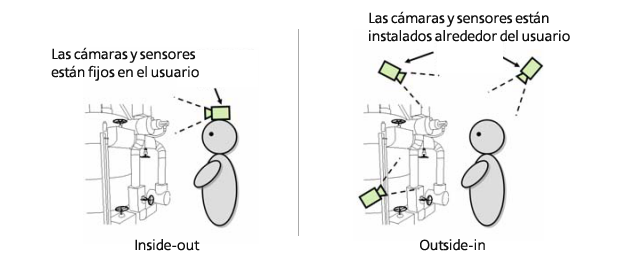 Las cámaras y sensores
están fijos en el usuario
Inside-out
Las cámaras y sensores están
instalados alrededor del usuario
Outside-in